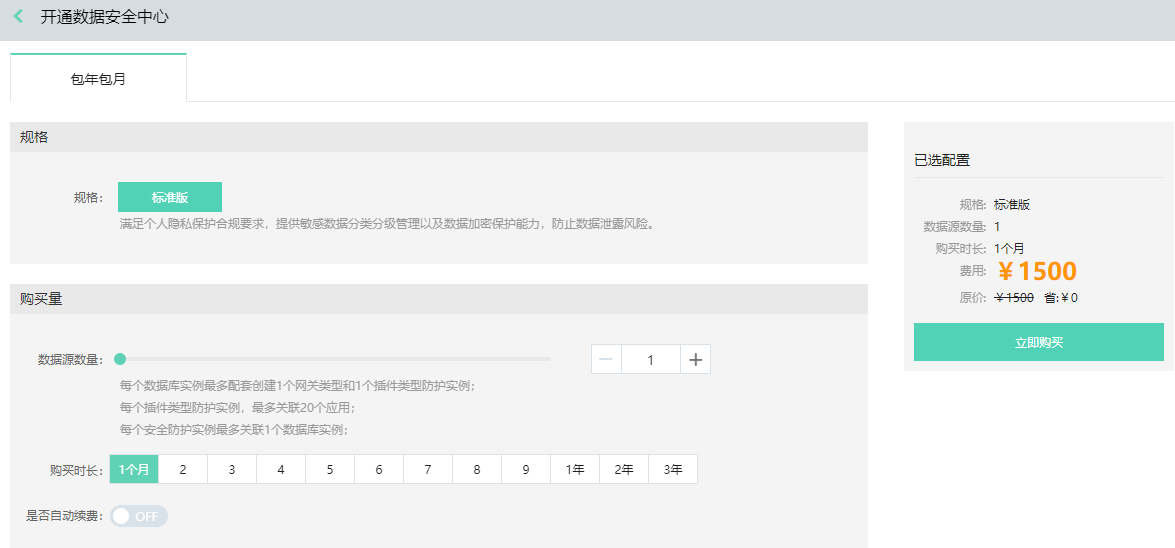 开通数据安全中心
包年包月
规格
规格: 标准版
满足个人隐私保护合规要求，提供敏感数据分类分级管理以及数据加密保护能力，防止数据泄露风险。
购买量
数据源数量: 1
每个数据库实例最多配套创建1个网关类型和1个插件类型防护实例;
每个插件类型防护实例，最多关联20个应用;
每个安全防护实例最多关联1个数据库实例;
购买时长: 1个月 2 3 4 5 6 7 8 9 1年 2年 3年
是否自动续费: OFF
已选配置
规格: 标准版
数据源数量: 1
购买时长: 1个月
费用: ￥1500
原价: ￥1500 省:￥0
立即购买